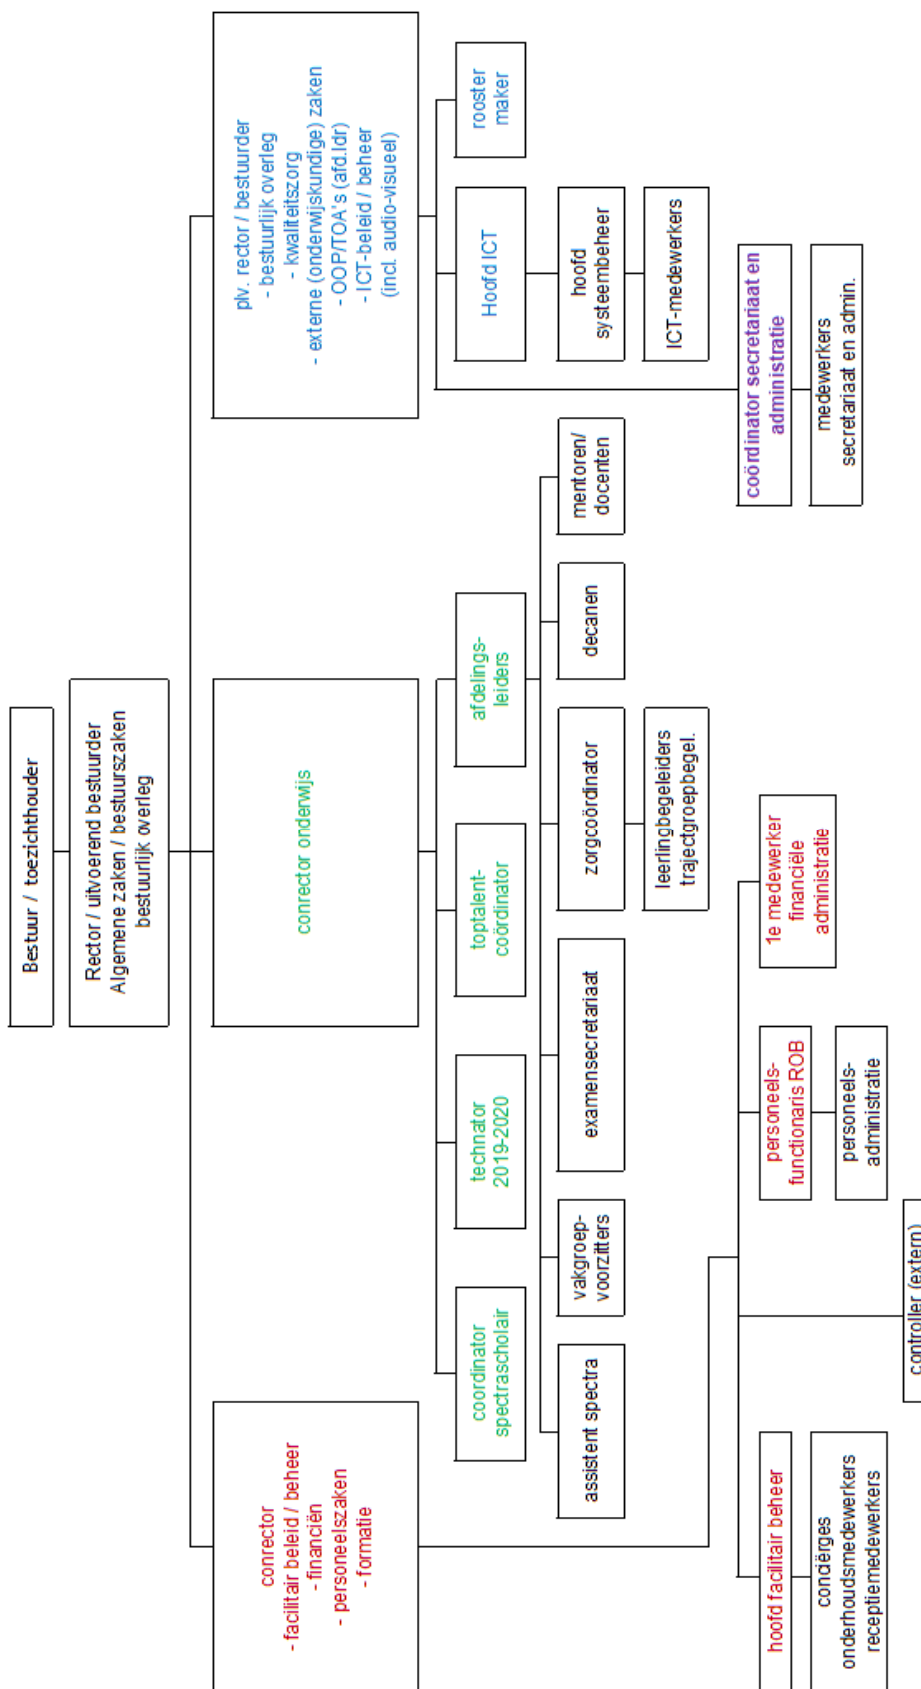 Bestuur / toezichthouder
Rector / uitvoerend bestuurder
Algemene zaken / bestuurszaken
bestuurlijk overleg
conrector
- facilitair beleid / beheer
- financiën
- personeelszaken
- formatie
conrector onderwijs
plv. rector / bestuurder
- bestuurlijk overleg
- kwaliteitszorg
- externe (onderwijskundige) zaken
- OOP/TOA's (afd.ldr)
- ICT-beleid / beheer
(incl. audio-visueel)
coordinator
spectrascholair
technator
2019-2020
toptalent-
coördinator
afdelings-
leiders
Hoofd ICT
rooster
maker
assistent spectra
vakgroep-
voorzitters
examensecretariaat
zorgcoördinator
decanen
mentoren/
docenten
hoofd
systeembeheer
leerlingbegeleiders
trajectgroepbegel.
ICT-medewerkers
hoofd facilitair beheer
personeels-
functionaris ROB
1e medewerker
financiële
administratie
coördinator secretariaat en
administratie
conciërges
onderhoudsmedewerkers
receptiemedewerkers
personeels-
administratie
medewerkers
secretariaat en admin.
controller (extern)